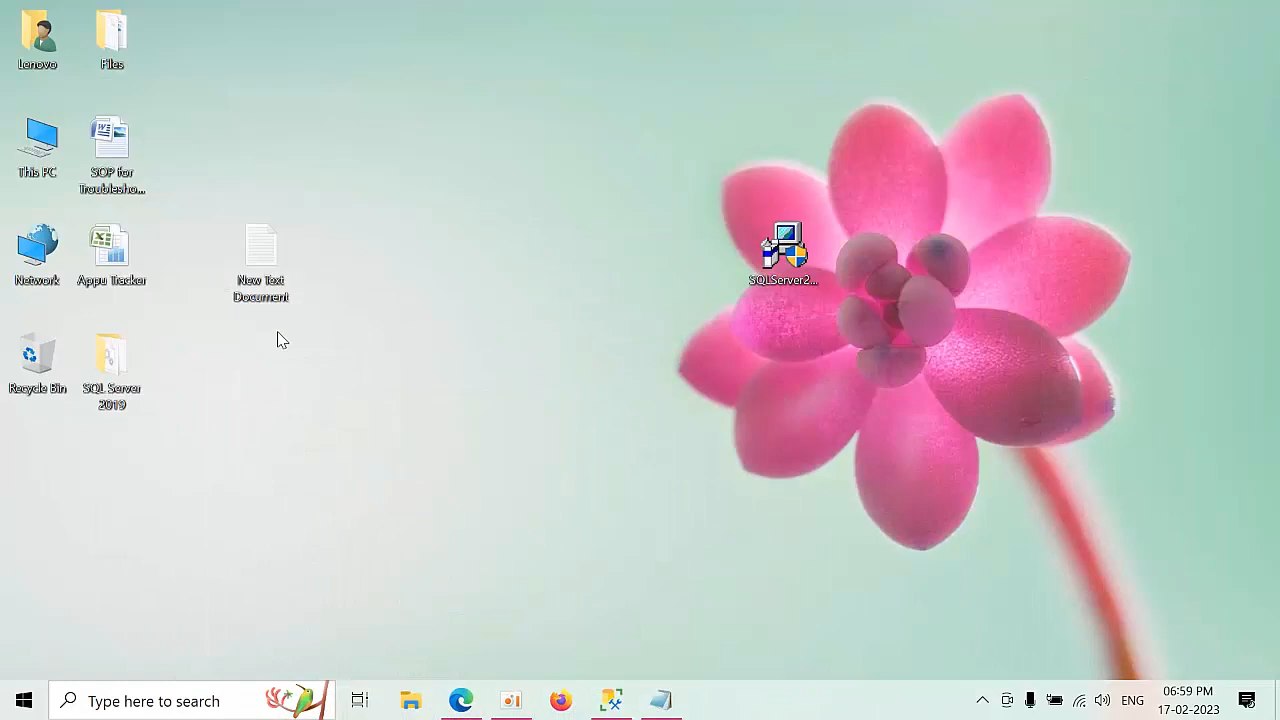 Lenovo
Files
This PC
SOP for
Troublesho...
Network
Appu Tracker
New Text
Document
SQLServer2...
Recycle Bin
SQL Server
2019
Type here to search
ENG
06:59 PM
17-02-2023